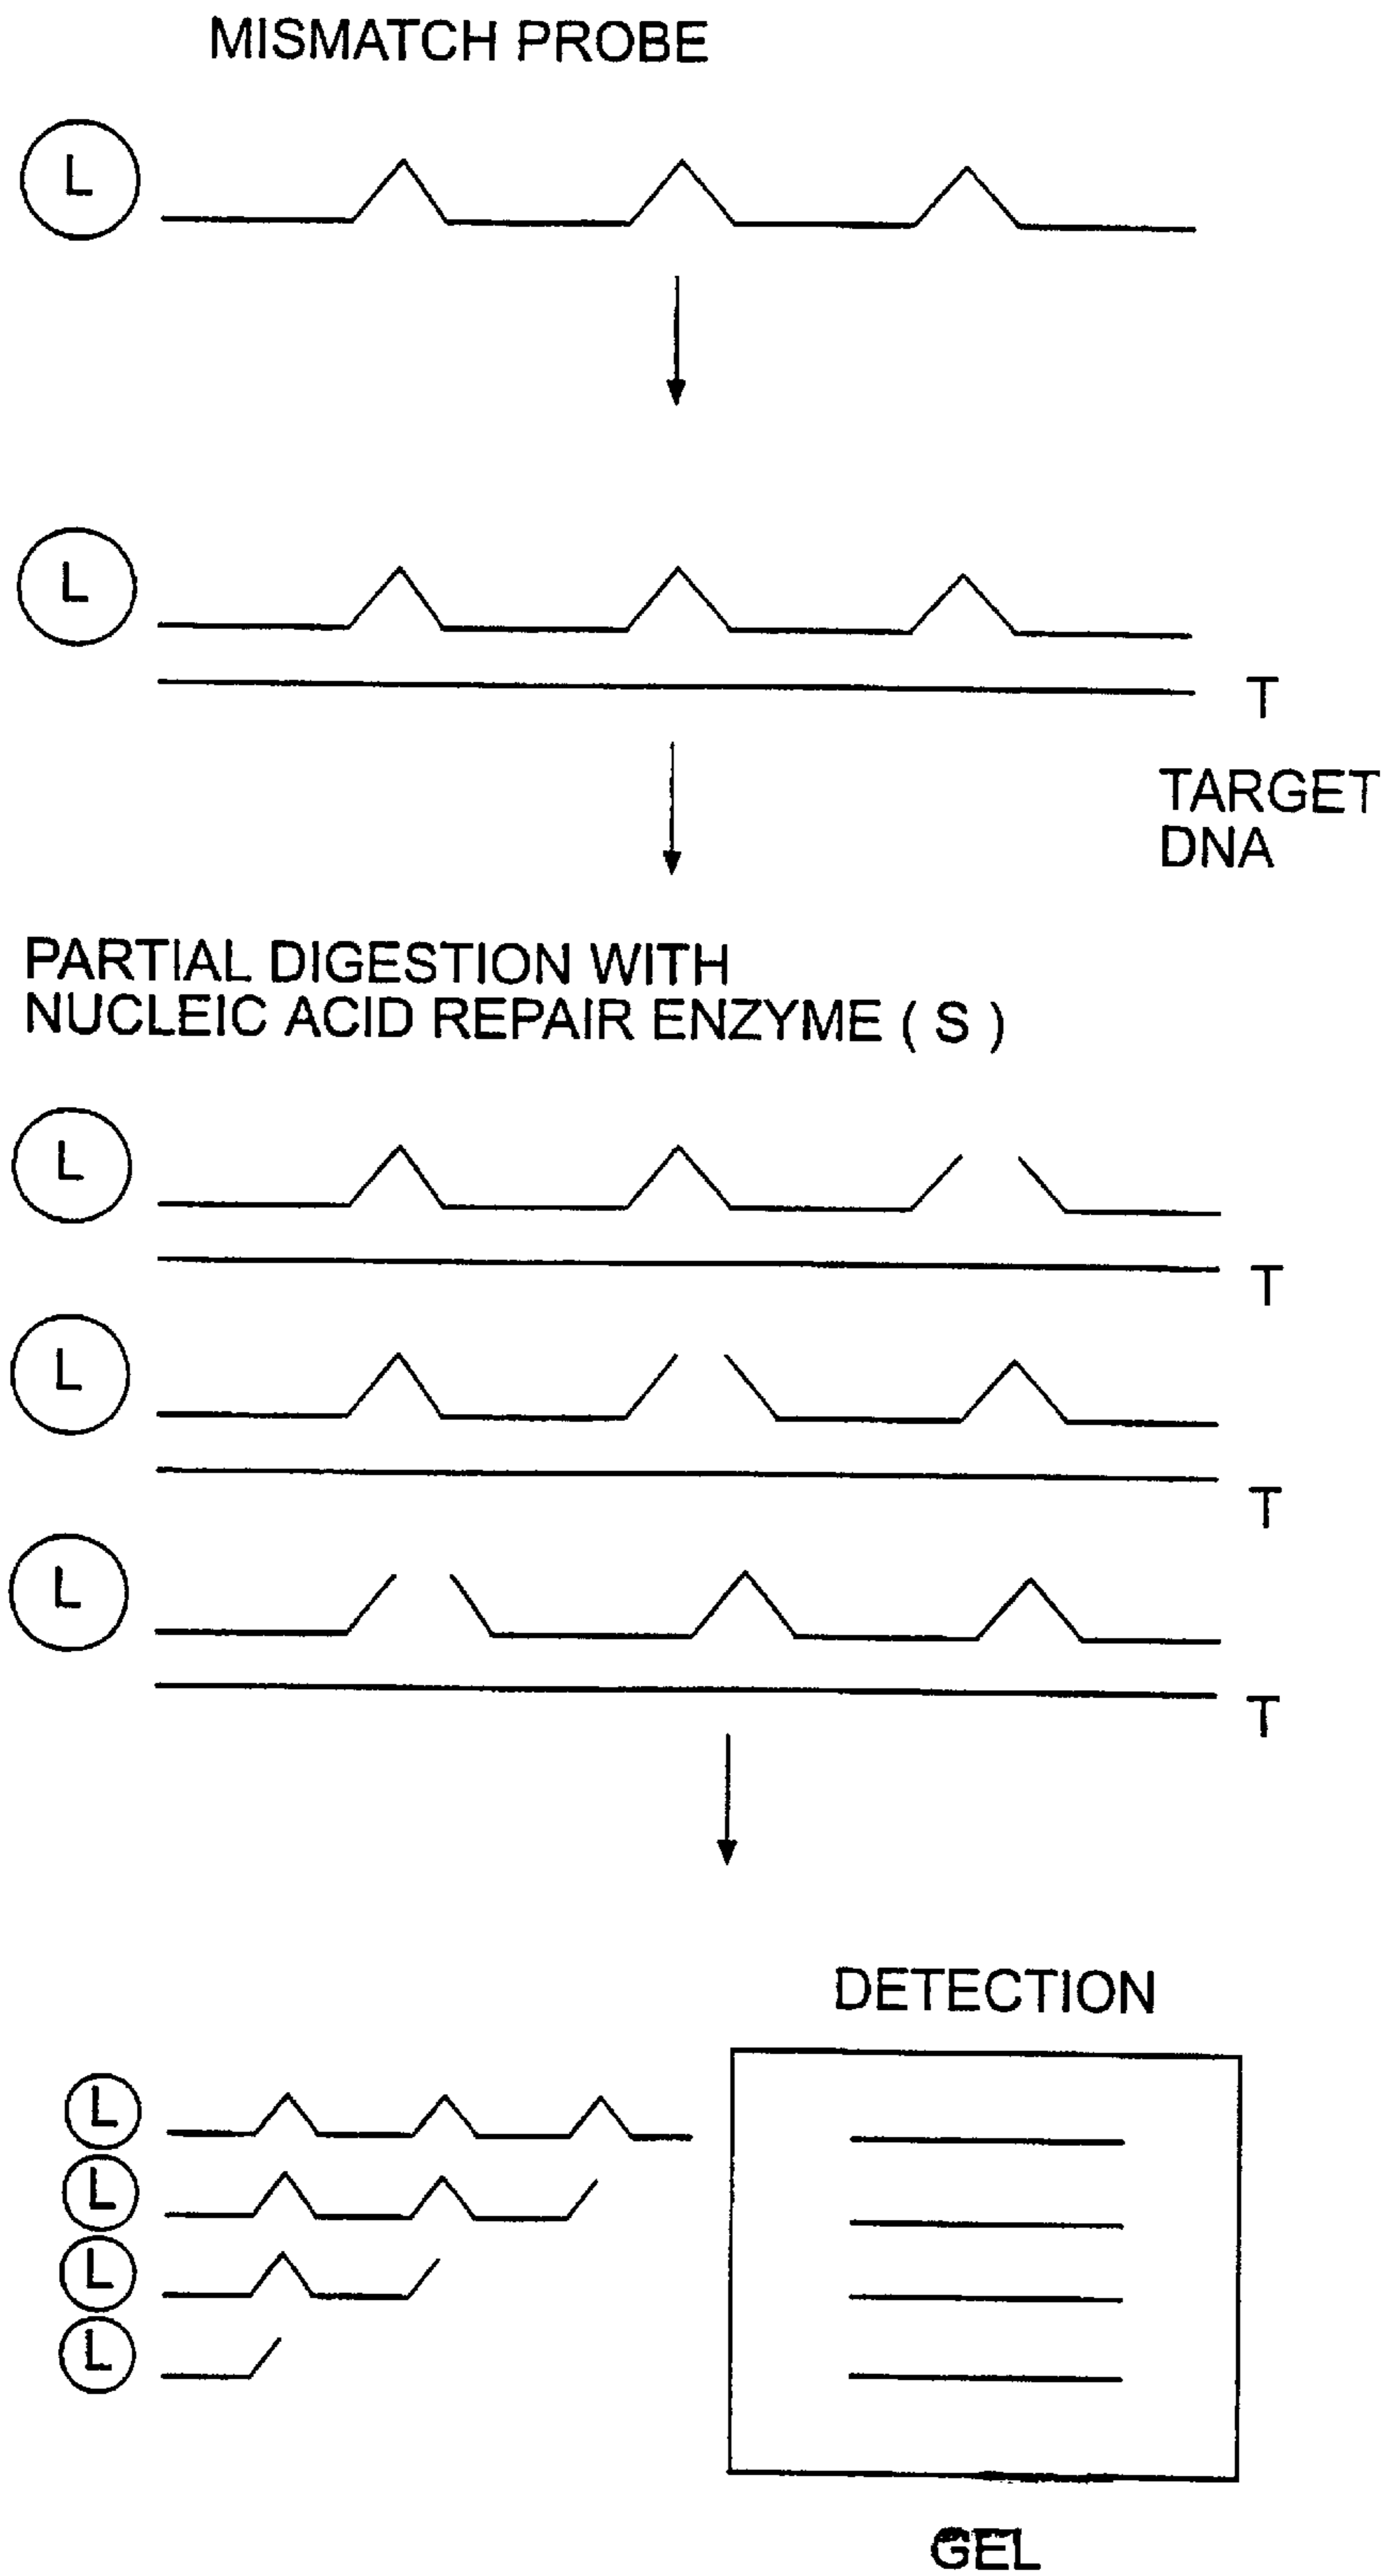 MISMATCH PROBE
L
L
T
TARGET
DNA
PARTIAL DIGESTION WITH
NUCLEIC ACID REPAIR ENZYME ( S )
L
T
L
T
L
T
DETECTION
L
L
L
L
GEL